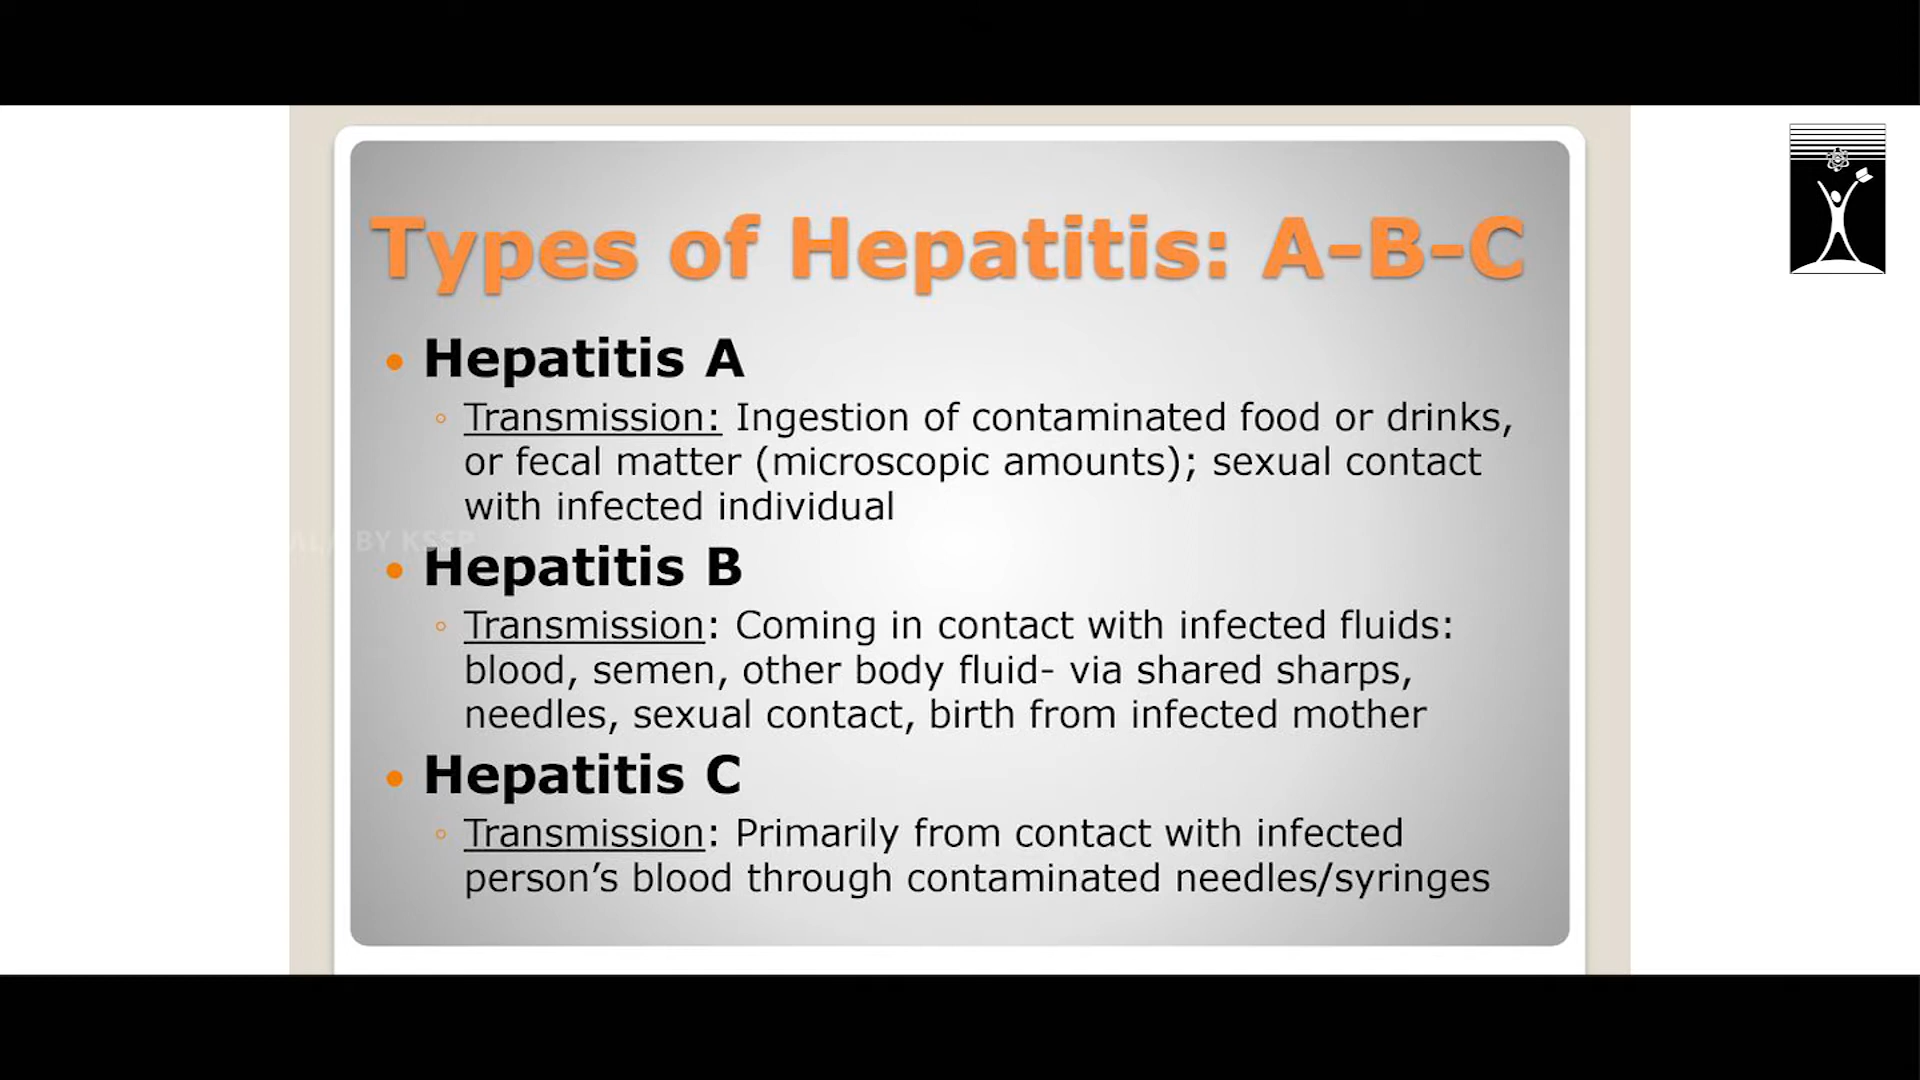 Types of Hepatitis: A-B-C
• Hepatitis A
◦ Transmission: Ingestion of contaminated food or drinks,
or fecal matter (microscopic amounts); sexual contact
with infected individual
BY KSSP
• Hepatitis B
◦ Transmission: Coming in contact with infected fluids:
blood, semen, other body fluid- via shared sharps,
needles, sexual contact, birth from infected mother
• Hepatitis C
◦ Transmission: Primarily from contact with infected
person’s blood through contaminated needles/syringes